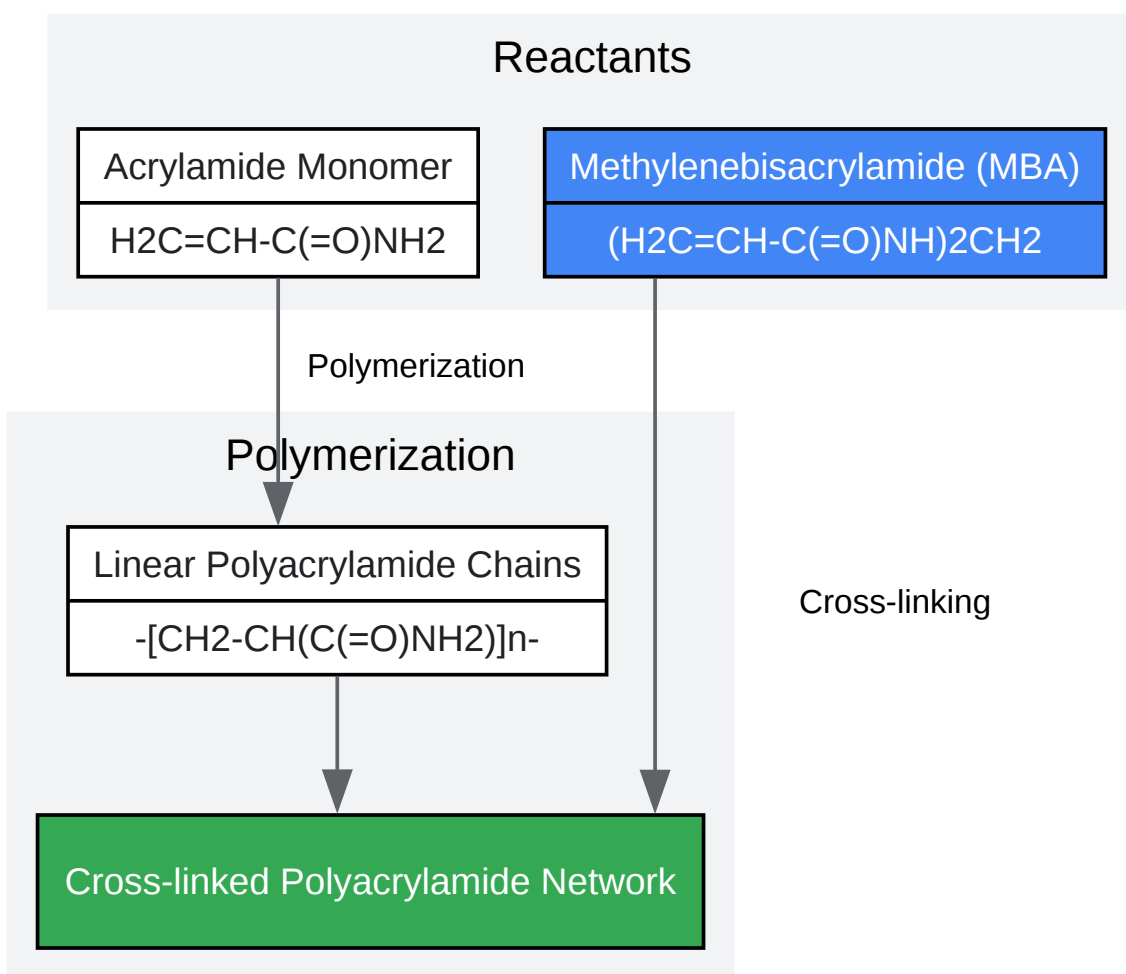 Reactants
Acrylamide Monomer
H2C=CH-C(=O)NH2
Methylenebisacrylamide (MBA)
(H2C=CH-C(=O)NH)2CH2
Polymerization
Polymerization
Linear Polyacrylamide Chains
-[CH2-CH(C(=O)NH2)]n-
Cross-linking
Cross-linked Polyacrylamide Network